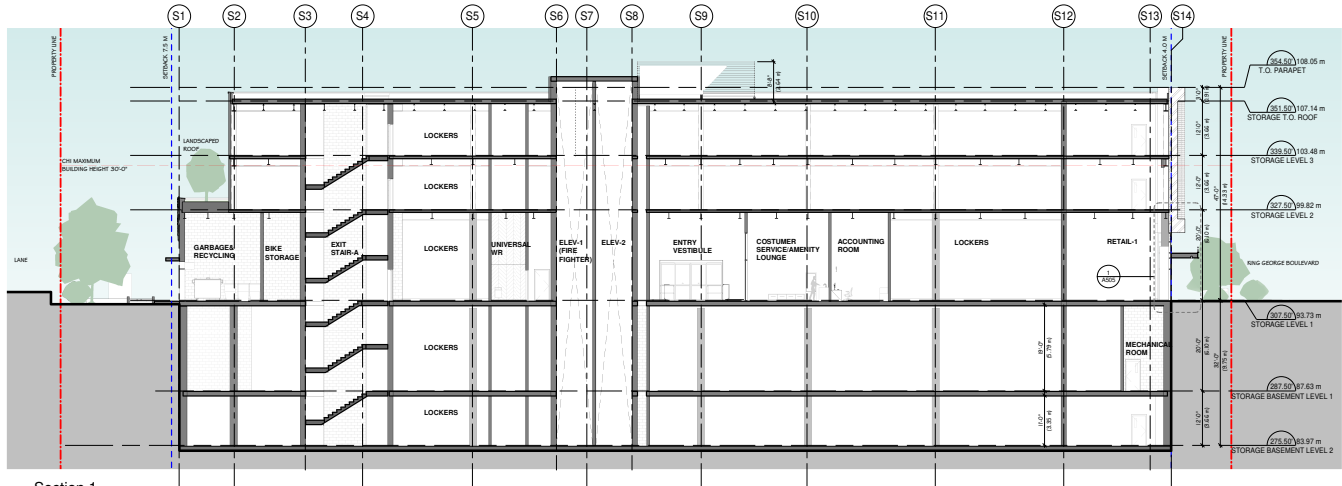 S1 S2 S3 S4 S5 S6 S7 S8 S9 S10 S11 S12 S13 S14
PROPERTY LINE
SETBACK 7.5 M
SETBACK 4.0 M
PROPERTY LINE
354.50' 108.05 m
T.O. PARAPET
351.50' 107.14 m
STORAGE T.O. ROOF
339.50' 103.48 m
STORAGE LEVEL 3
327.50' 99.82 m
STORAGE LEVEL 2
LANDSCAPED
ROOF
BUILDING HEIGHT 30'-0"
LOCKERS
LOCKERS
GARBAGE&
RECYCLING
BIKE
STORAGE
EXIT
STAIR-A
LOCKERS
UNIVERSAL
WR
ELEV-1
(FIRE
FIGHTER)
ELEV-2
ENTRY
VESTIBULE
COSTUMER
SERVICE/AMENITY
LOUNGE
ACCOUNTING
ROOM
LOCKERS
RETAIL-1
1
A505
LANE
KING GEORGE BOULEVARD
307.50' 93.73 m
STORAGE LEVEL 1
LOCKERS
MECHANICAL
ROOM
287.50' 87.63 m
STORAGE BASEMENT LEVEL 1
LOCKERS
275.50' 83.97 m
STORAGE BASEMENT LEVEL 2
12'-0"
12'-0"
47'-0"
20'-0"
20'-0"
32'-0"
12'-0"